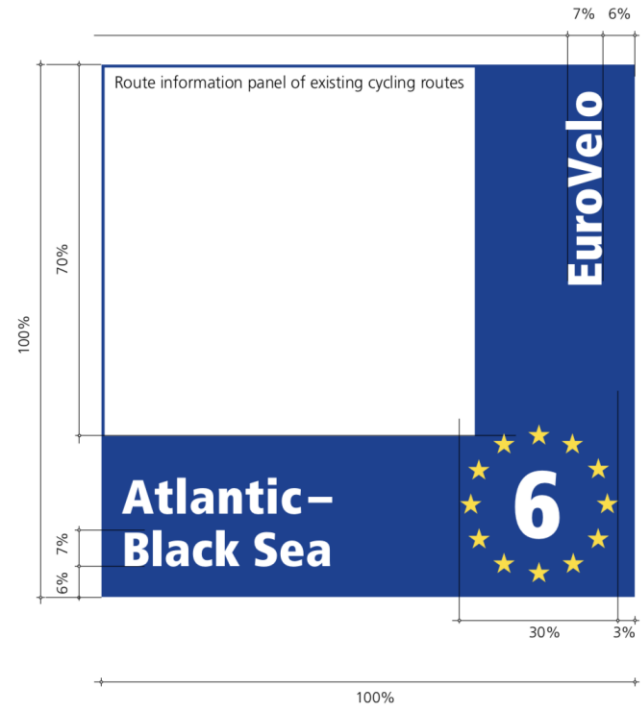 7% 6%
Route information panel of existing cycling routes
EuroVelo
70%
100%
Atlantic–
Black Sea
6
7%
6%
30% 3%
100%